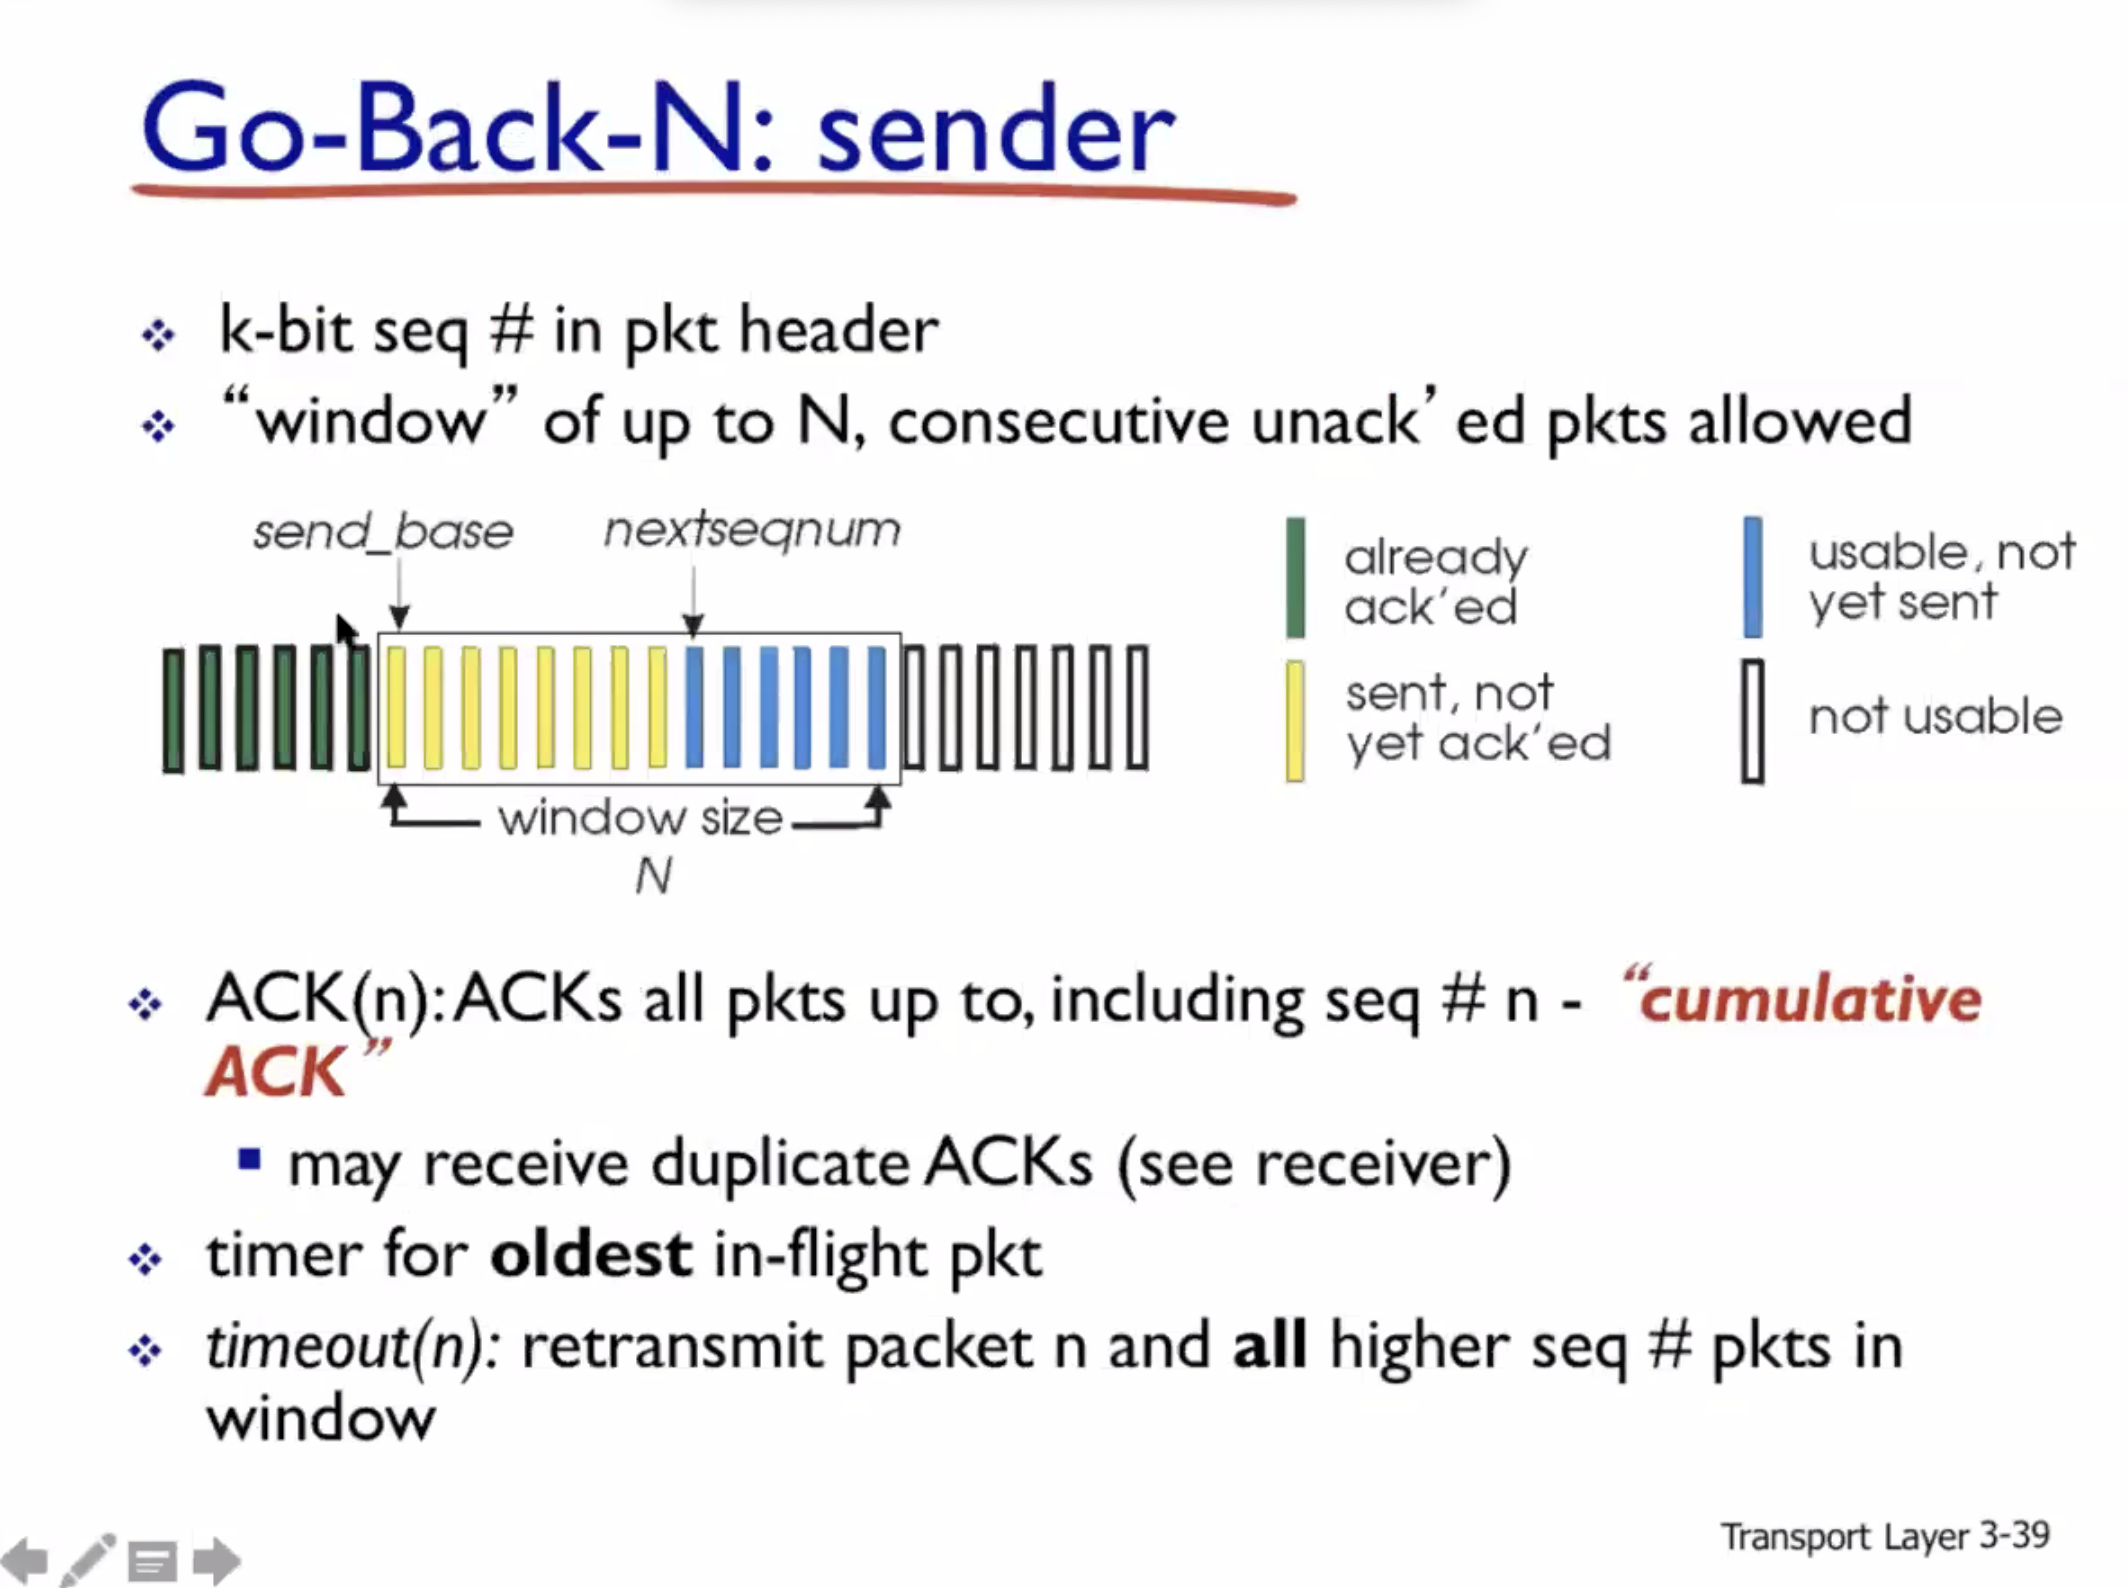 Go-Back-N: sender
k-bit seq # in pkt header
“window” of up to N, consecutive unack’ ed pkts allowed
send_base
nextseqnum
already
ack’ed
usable, not
yet sent
sent, not
yet ack’ed
not usable
window size
N
ACK(n): ACKs all pkts up to, including seq # n - “cumulative
ACK”
may receive duplicate ACKs (see receiver)
timer for oldest in-flight pkt
timeout(n): retransmit packet n and all higher seq # pkts in
window
Transport Layer 3-39